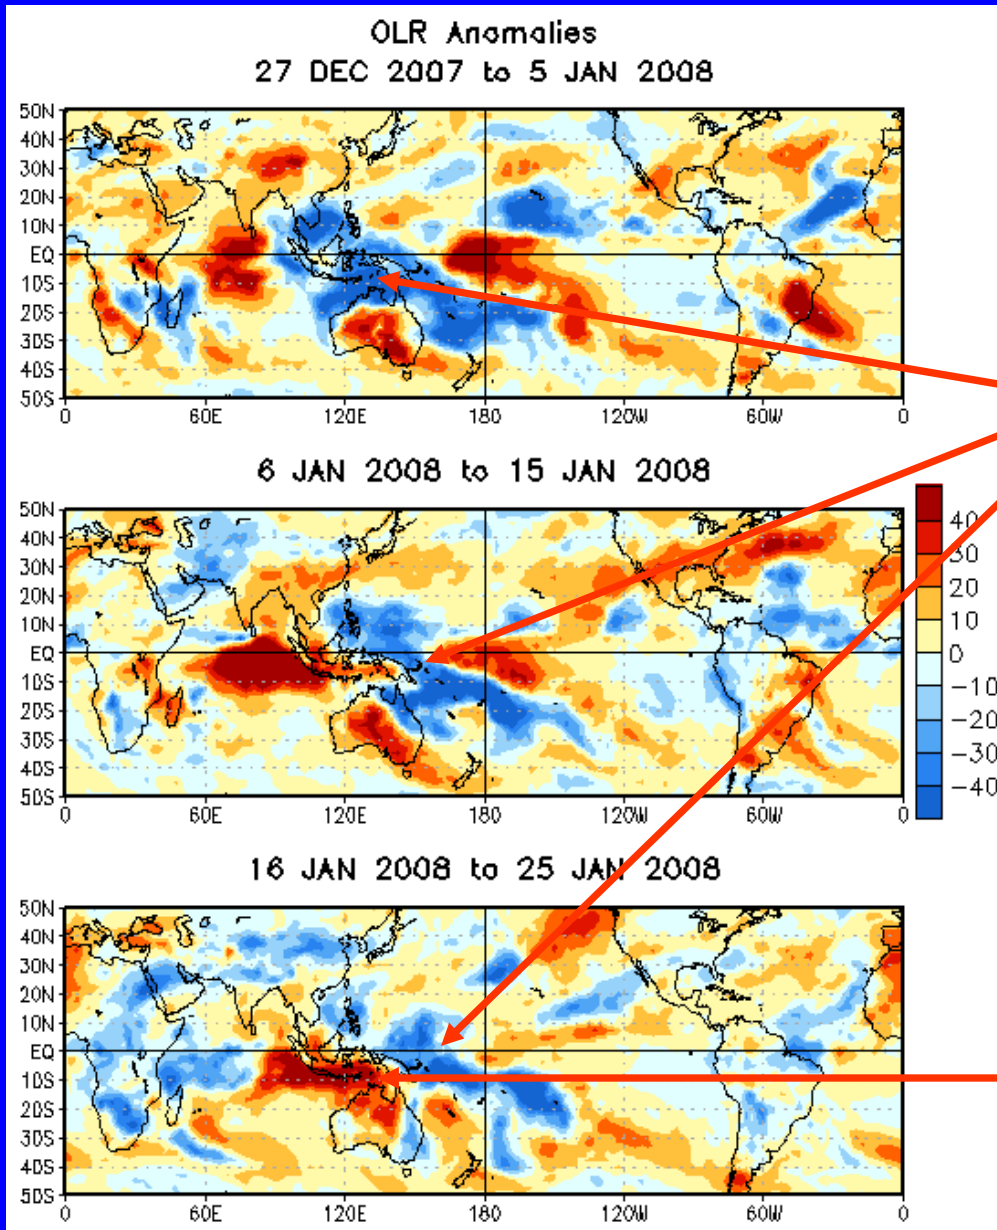 OLR Anomalies
27 DEC 2007 to 5 JAN 2008
50N
40N
30N
20N
10N
EQ
10S
20S
30S
40S
50S
0 60E 120E 180 120W 60W 0
6 JAN 2008 to 15 JAN 2008
50N
40N
30N
20N
10N
EQ
10S
20S
30S
40S
50S
0 60E 120E 180 120W 60W 0
40
30
20
10
0
-10
-20
-30
-40
16 JAN 2008 to 25 JAN 2008
50N
40N
30N
20N
10N
EQ
10S
20S
30S
40S
50S
0 60E 120E 180 120W 60W 0